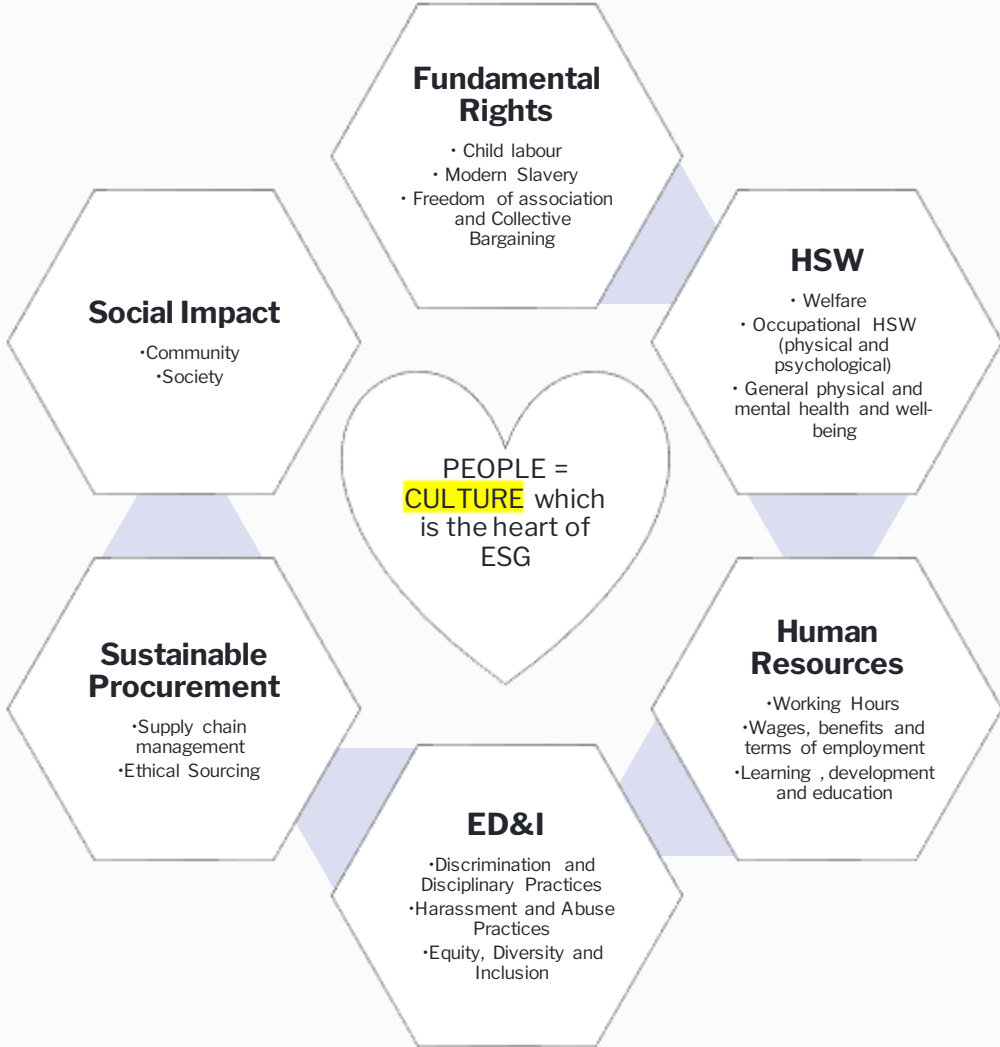 Fundamental
Rights
• Child labour
• Modern Slavery
• Freedom of association
and Collective
Bargaining
HSW
• Welfare
• Occupational HSW
(physical and
psychological)
• General physical and
mental health and well-
being
Human
Resources
•Working Hours
•Wages, benefits and
terms of employment
•Learning , development
and education
ED&I
•Discrimination and
Disciplinary Practices
•Harassment and Abuse
Practices
•Equity, Diversity and
Inclusion
Sustainable
Procurement
•Supply chain
management
•Ethical Sourcing
Social Impact
•Community
•Society
PEOPLE =
CULTURE which
is the heart of
ESG